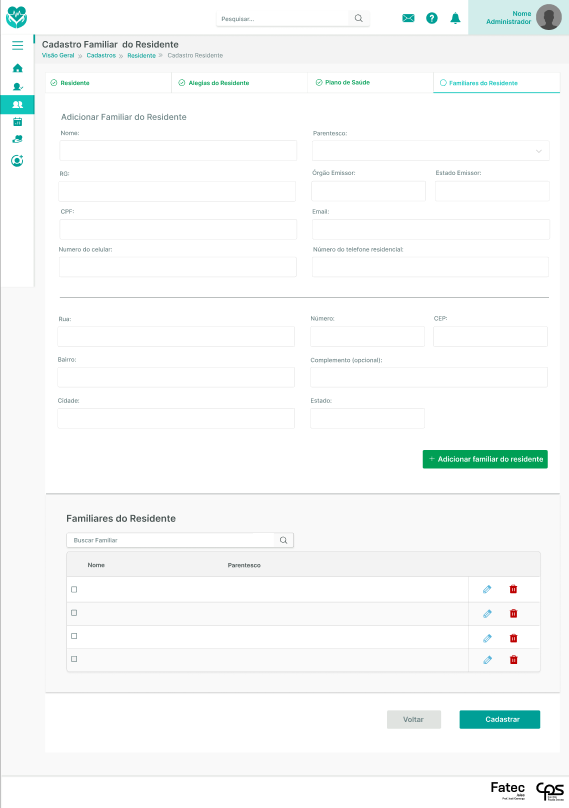 Pesquisar...
?
Nome
Administrador
Cadastro Familiar do Residente
Visão Geral » Cadastros » Residente » Cadastro Residente
Residente
Alegias do Residente
Plano de Saúde
Familiares do Residente
Adicionar Familiar do Residente
Nome:
Parentesco:
RG:
Órgão Emissor:
Estado Emissor:
CPF:
Email:
Numero do celular:
Número do telefone residencial:
Rua:
Número:
CEP:
Bairro:
Complemento (opcional):
Cidade:
Estado:
+ Adicionar familiar do residente
Familiares do Residente
Buscar Familiar
Nome
Parentesco
Voltar
Cadastrar
Fatec
cps